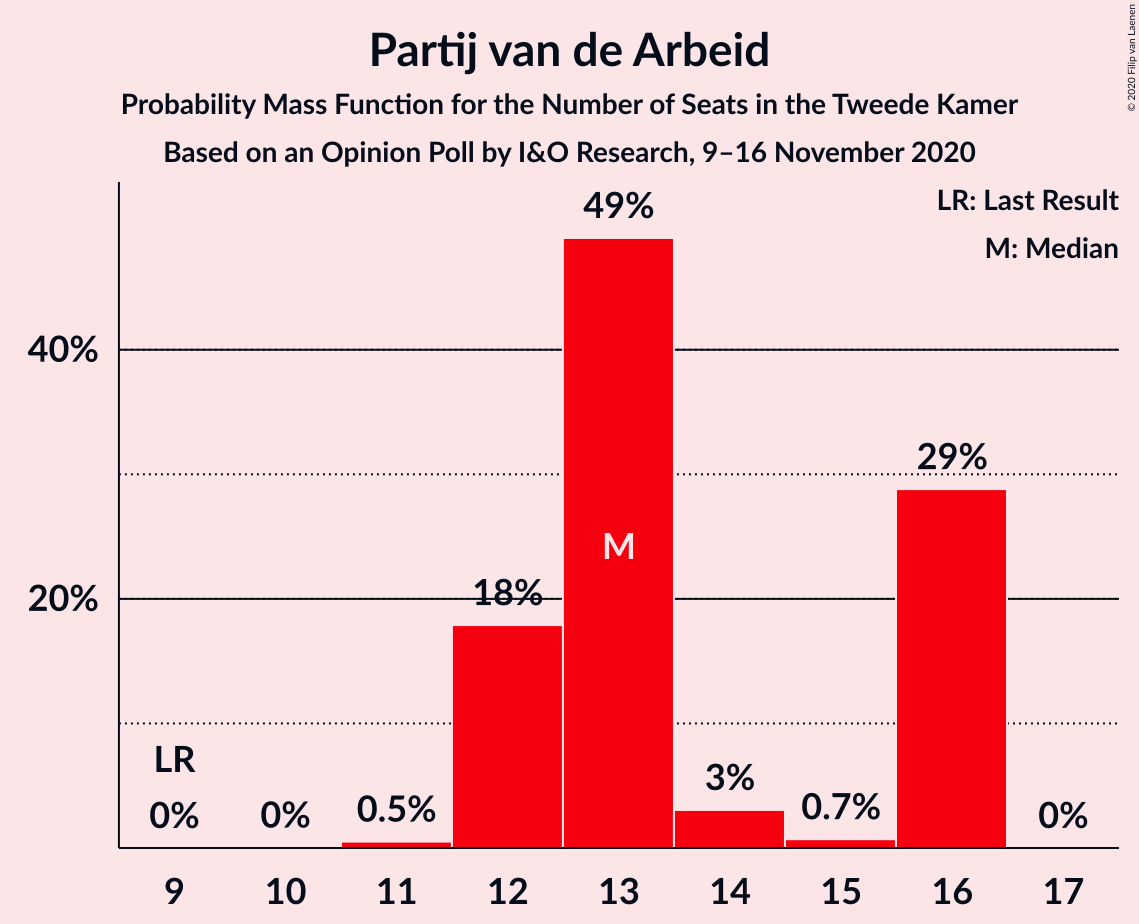 Partij van de Arbeid
Probability Mass Function for the Number of Seats in the Tweede Kamer
Based on an Opinion Poll by I&O Research, 9–16 November 2020
© 2020 Filip van Laenen
LR: Last Result
M: Median
49%
40%
29%
M
18%
20%
LR
0%
0%
0.5%
3%
0.7%
0%
9 10 11 12 13 14 15 16 17